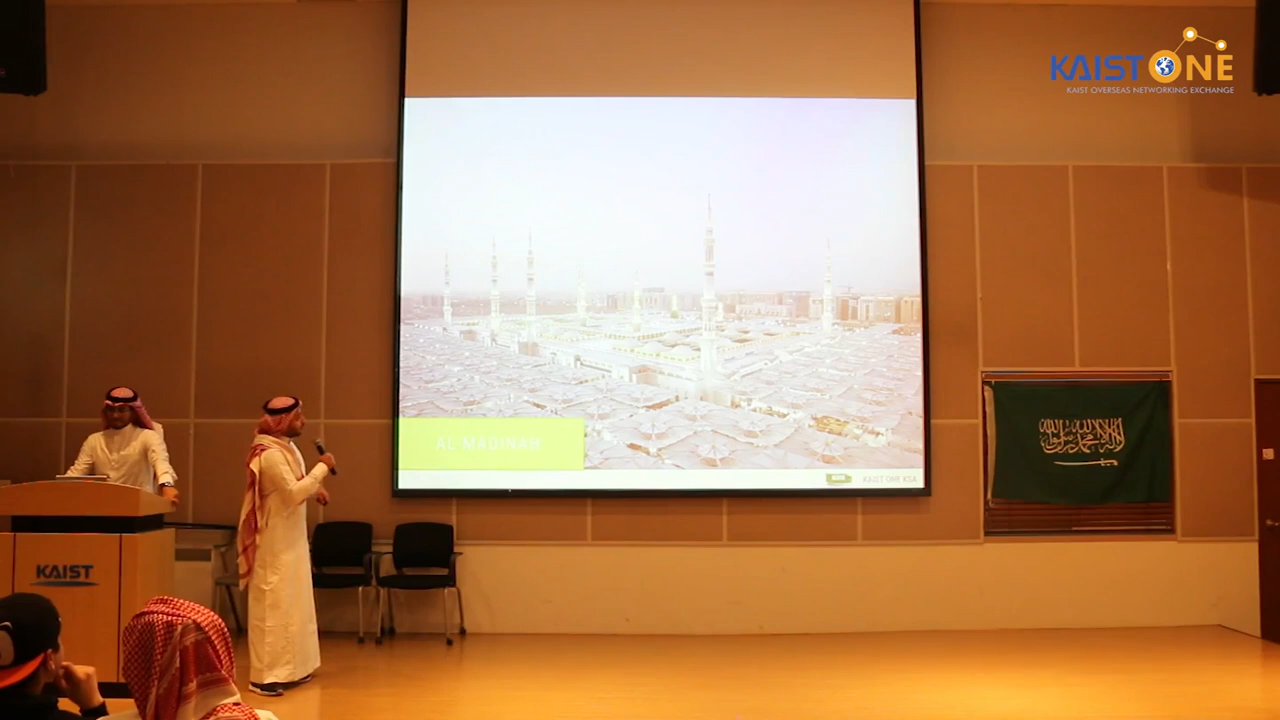 KAIST ONE
KAIST OVERSEAS NETWORKING EXCHANGE
AL-MADINAH
KAIST ONE KSA
لا إله إلا الله محمد رسول الله
KAIST